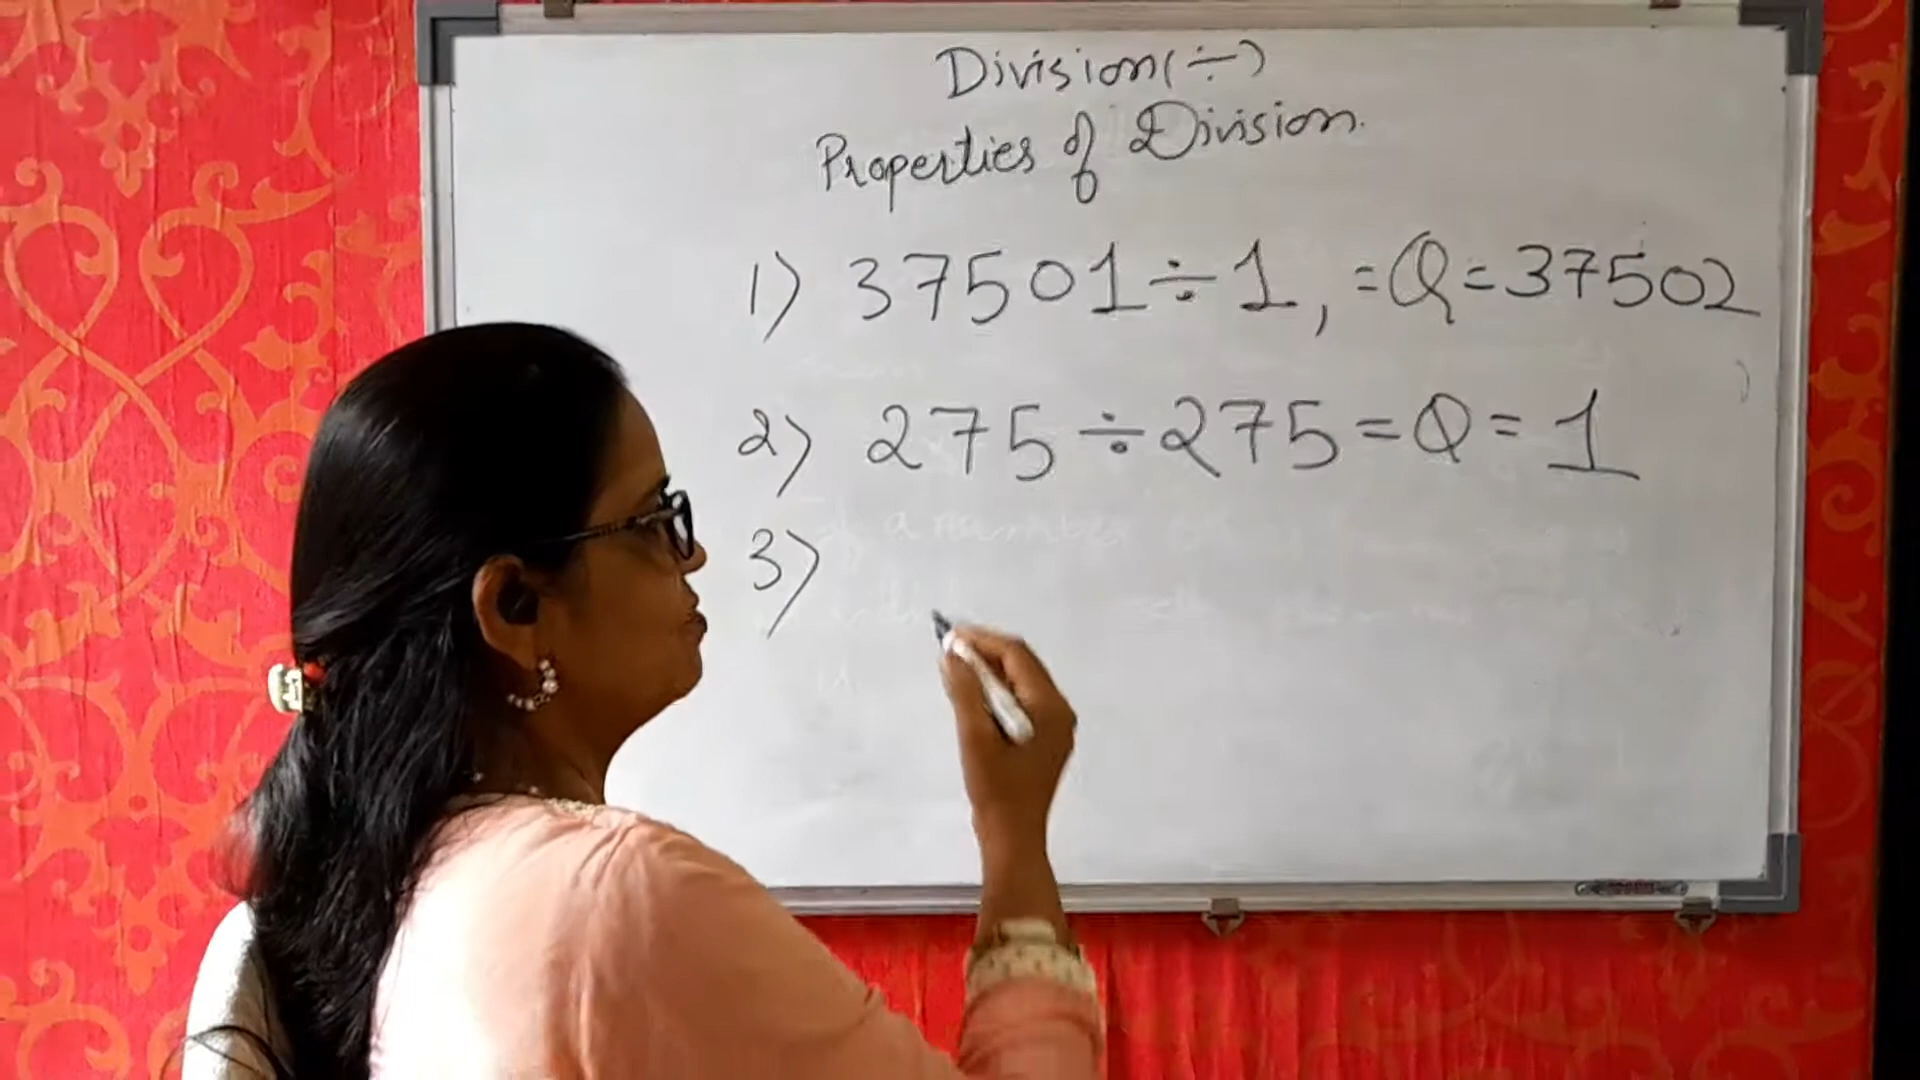 Division(÷)
Properties of Division.
1) 37501÷1, =Q=37502
2) 275÷275=Q=1
3)